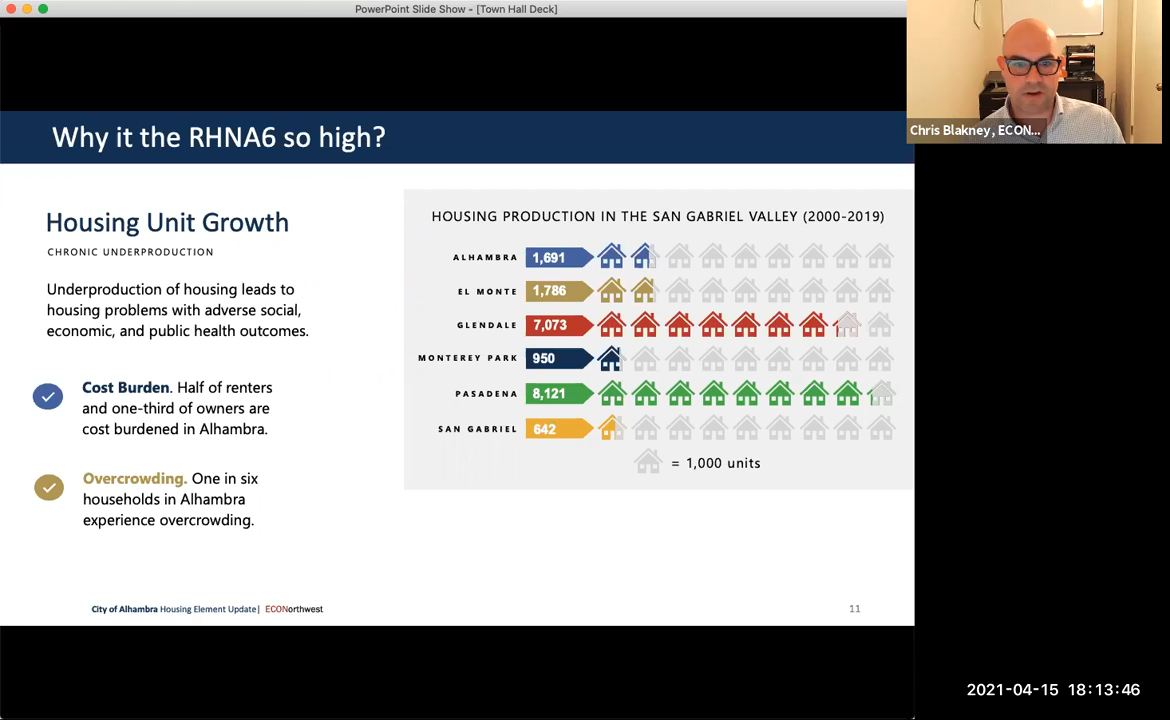 PowerPoint Slide Show - [Town Hall Deck]
Chris Blakney, ECON...
Why it the RHNA6 so high?
Housing Unit Growth
CHRONIC UNDERPRODUCTION
Underproduction of housing leads to
housing problems with adverse social,
economic, and public health outcomes.
Cost Burden. Half of renters
and one-third of owners are
cost burdened in Alhambra.
Overcrowding. One in six
households in Alhambra
experience overcrowding.
HOUSING PRODUCTION IN THE SAN GABRIEL VALLEY (2000-2019)
ALHAMBRA 1,691
EL MONTE 1,786
GLENDALE 7,073
MONTEREY PARK 950
PASADENA 8,121
SAN GABRIEL 642
= 1,000 units
City of Alhambra Housing Element Update| ECONorthwest
11
2021-04-15 18:13:46